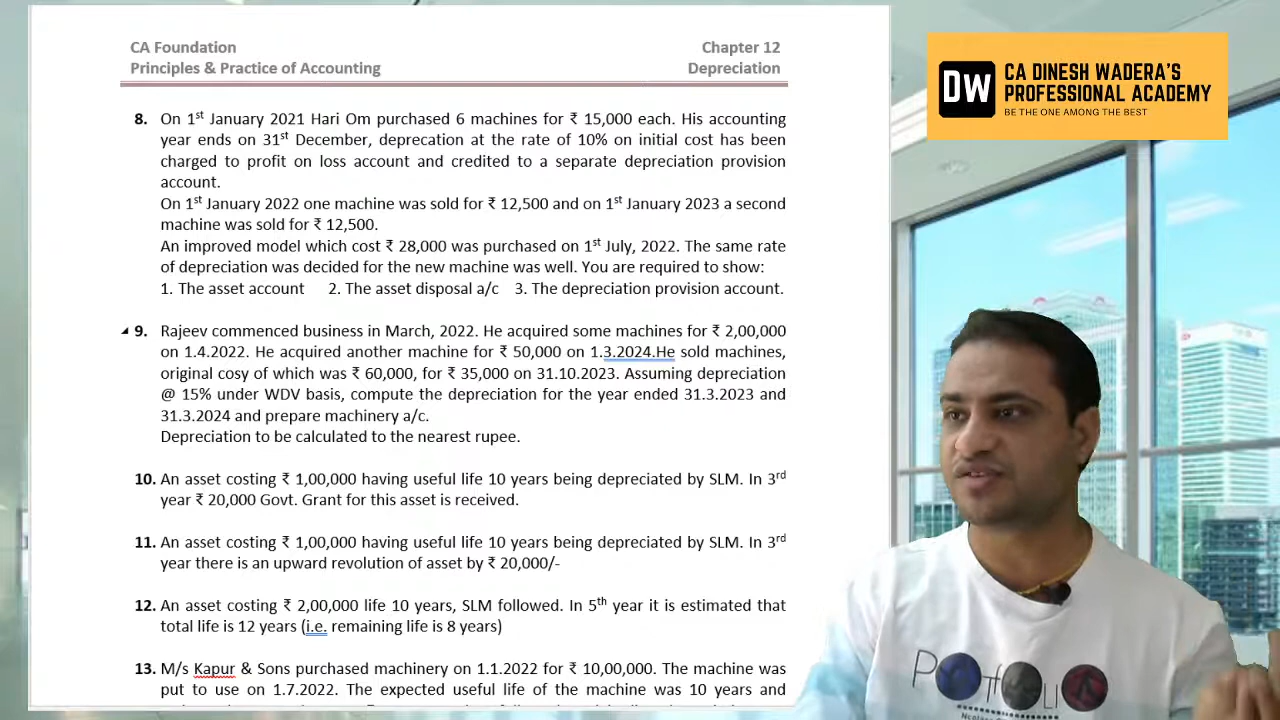 CA Foundation
Chapter 12
Principles & Practice of Accounting
Depreciation
DW
CA DINESH WADERA'S
PROFESSIONAL ACADEMY
BE THE ONE AMONG THE BEST
8. On 1st January 2021 Hari Om purchased 6 machines for ₹ 15,000 each. His accounting
year ends on 31st December, deprecation at the rate of 10% on initial cost has been
charged to profit on loss account and credited to a separate depreciation provision
account.
On 1st January 2022 one machine was sold for ₹ 12,500 and on 1st January 2023 a second
machine was sold for ₹ 12,500.
An improved model which cost ₹ 28,000 was purchased on 1st July, 2022. The same rate
of depreciation was decided for the new machine was well. You are required to show:
1. The asset account 2. The asset disposal a/c 3. The depreciation provision account.
9. Rajeev commenced business in March, 2022. He acquired some machines for ₹ 2,00,000
on 1.4.2022. He acquired another machine for ₹ 50,000 on 1.3.2024.He sold machines,
original cosy of which was ₹ 60,000, for ₹ 35,000 on 31.10.2023. Assuming depreciation
@ 15% under WDV basis, compute the depreciation for the year ended 31.3.2023 and
31.3.2024 and prepare machinery a/c.
Depreciation to be calculated to the nearest rupee.
10. An asset costing ₹ 1,00,000 having useful life 10 years being depreciated by SLM. In 3rd
year ₹ 20,000 Govt. Grant for this asset is received.
11. An asset costing ₹ 1,00,000 having useful life 10 years being depreciated by SLM. In 3rd
year there is an upward revolution of asset by ₹ 20,000/-
12. An asset costing ₹ 2,00,000 life 10 years, SLM followed. In 5th year it is estimated that
total life is 12 years (i.e. remaining life is 8 years)
13. M/s Kapur & Sons purchased machinery on 1.1.2022 for ₹ 10,00,000. The machine was
put to use on 1.7.2022. The expected useful life of the machine was 10 years and